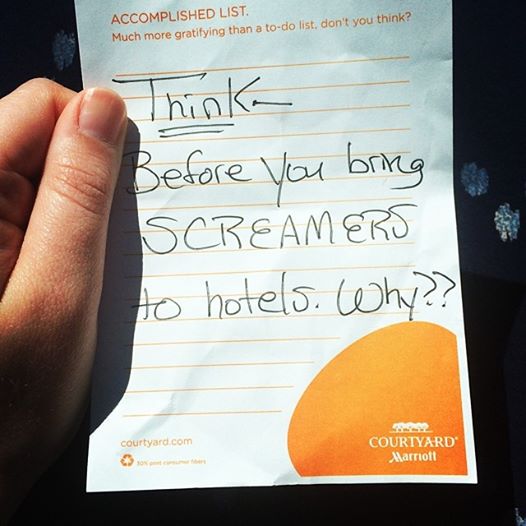 ACCOMPLISHED LIST.
Much more gratifying than a to-do list, don't you think?
Think
Before you bring
SCREAMERS
to hotels. Why??
courtyard.com
30% post consumer fibers
COURTYARD®
Marriott